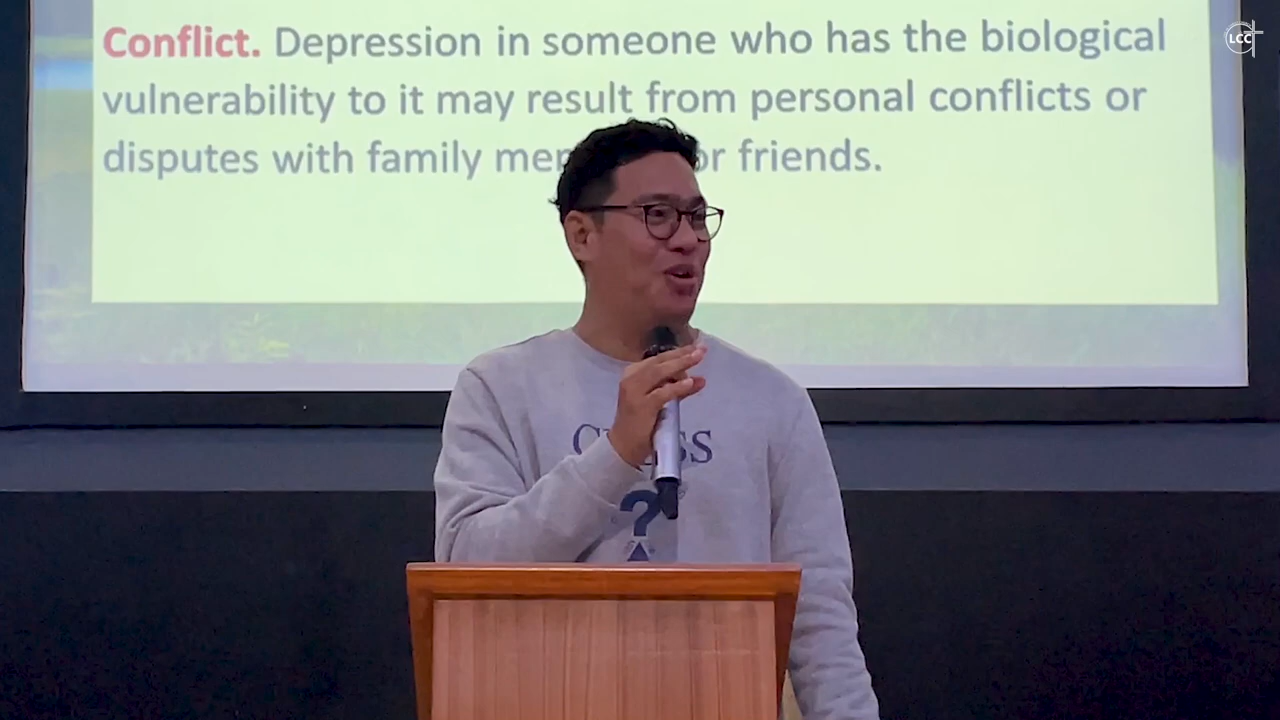 Conflict. Depression in someone who has the biological
vulnerability to it may result from personal conflicts or
disputes with family or friends.
LCC
?